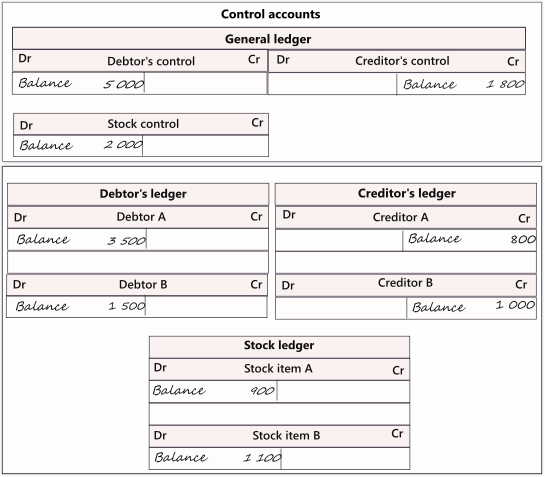 Control accounts
General ledger
Dr Debtor's control Cr Dr Creditor's control Cr
Balance 5 000 Balance 1 800
Dr Stock control Cr
Balance 2 000
Debtor's ledger Creditor's ledger
Dr Debtor A Cr Dr Creditor A Cr
Balance 3 500 Balance 800
Dr Debtor B Cr Dr Creditor B Cr
Balance 1 500 Balance 1 000
Stock ledger
Dr Stock item A Cr
Balance 900
Dr Stock item B Cr
Balance 1 100